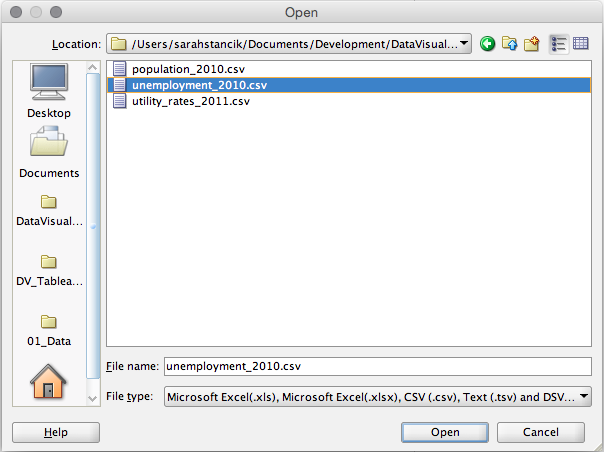 Open
Location: /Users/sarahstancik/Documents/Development/DataVisual...
Desktop
Documents
DataVisual...
DV_Tablea...
01_Data
population_2010.csv
unemployment_2010.csv
utility_rates_2011.csv
File name: unemployment_2010.csv
File type: Microsoft Excel(.xls), Microsoft Excel(.xlsx), CSV (.csv), Text (.tsv) and DSV...
Help Open Cancel